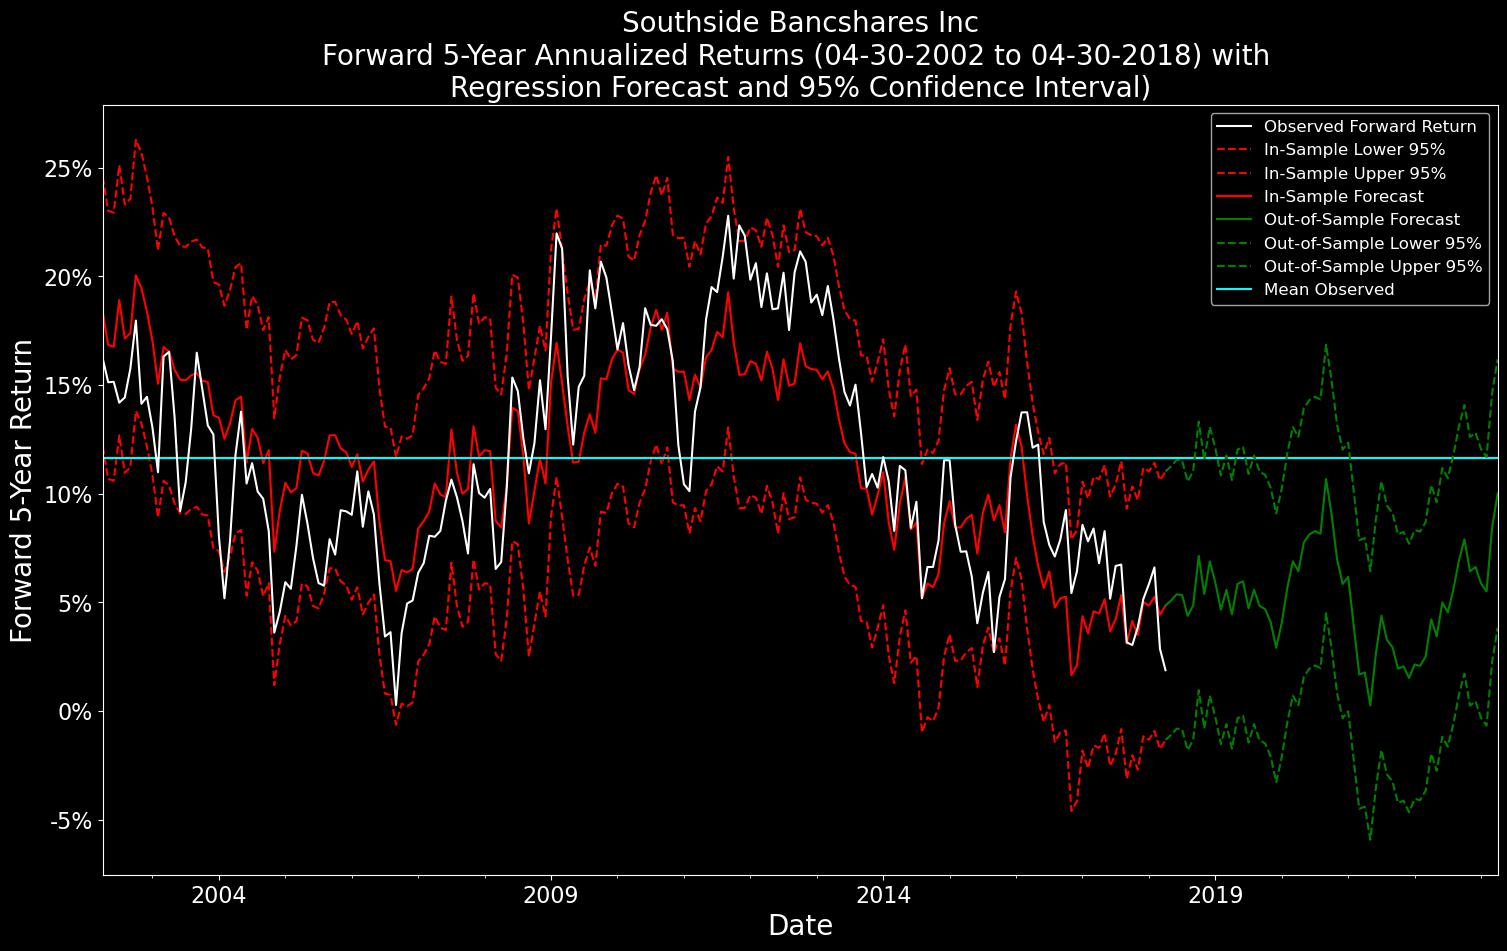 Southside Bancshares Inc
Forward 5-Year Annualized Returns (04-30-2002 to 04-30-2018) with
Regression Forecast and 95% Confidence Interval)
Observed Forward Return
In-Sample Lower 95%
In-Sample Upper 95%
In-Sample Forecast
Out-of-Sample Forecast
Out-of-Sample Lower 95%
Out-of-Sample Upper 95%
Mean Observed
Forward 5-Year Return
25%
20%
15%
10%
5%
0%
-5%
2004
2009
2014
2019
Date